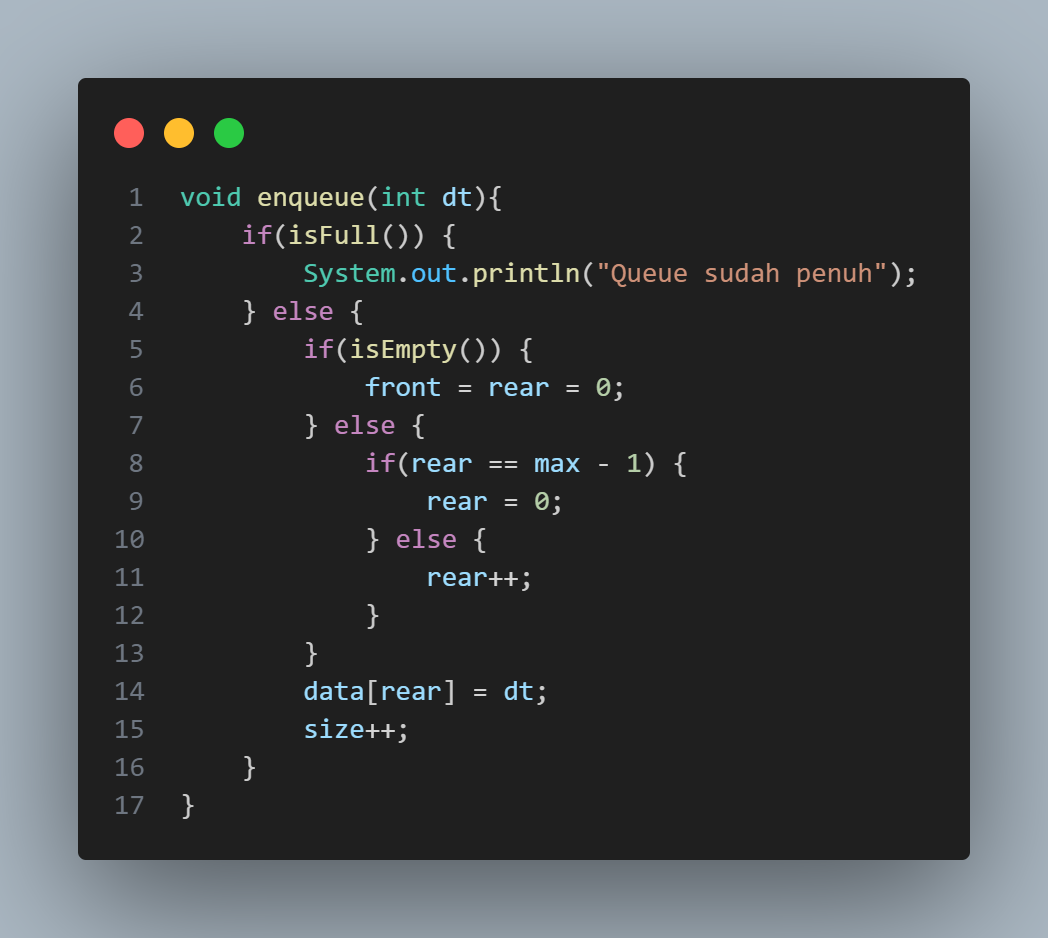 1 void enqueue(int dt){
2     if(isFull()) {
3         System.out.println("Queue sudah penuh");
4     } else {
5         if(isEmpty()) {
6             front = rear = 0;
7         } else {
8             if(rear == max - 1) {
9                 rear = 0;
10             } else {
11                 rear++;
12             }
13         }
14         data[rear] = dt;
15         size++;
16     }
17 }